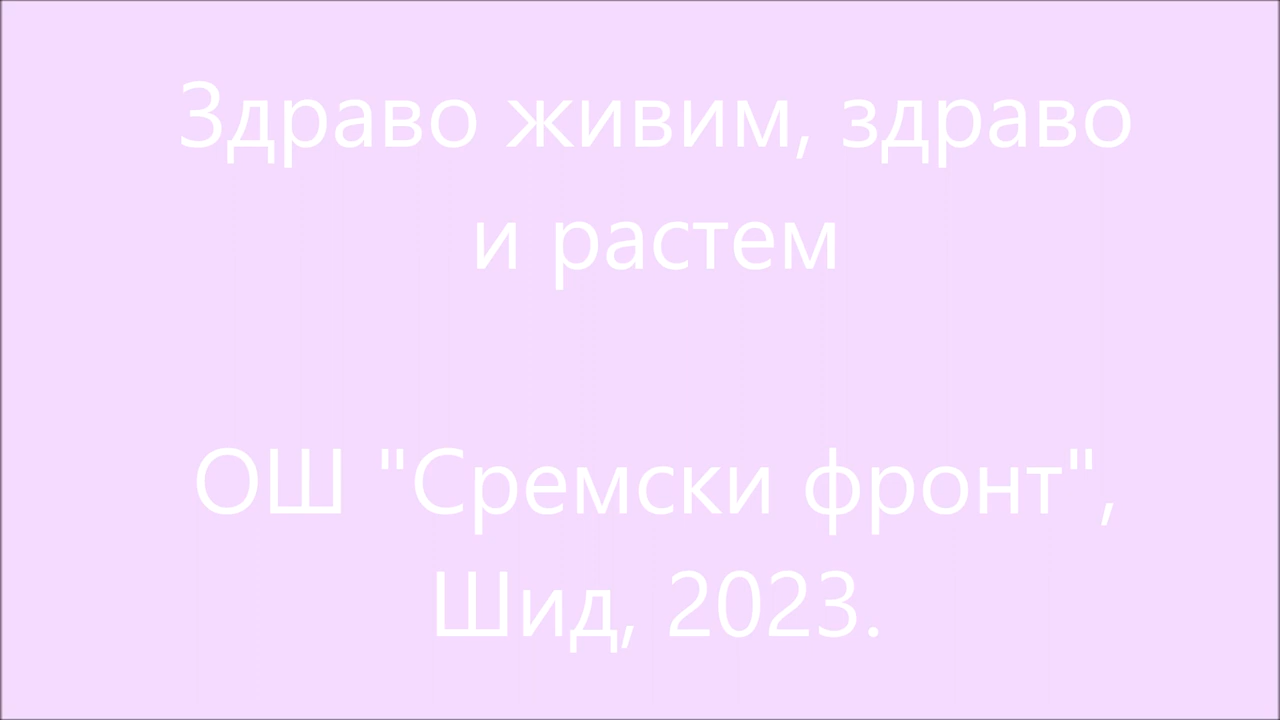 Здраво живим, здраво
и растем
ОШ "Сремски фронт",
Шид, 2023.